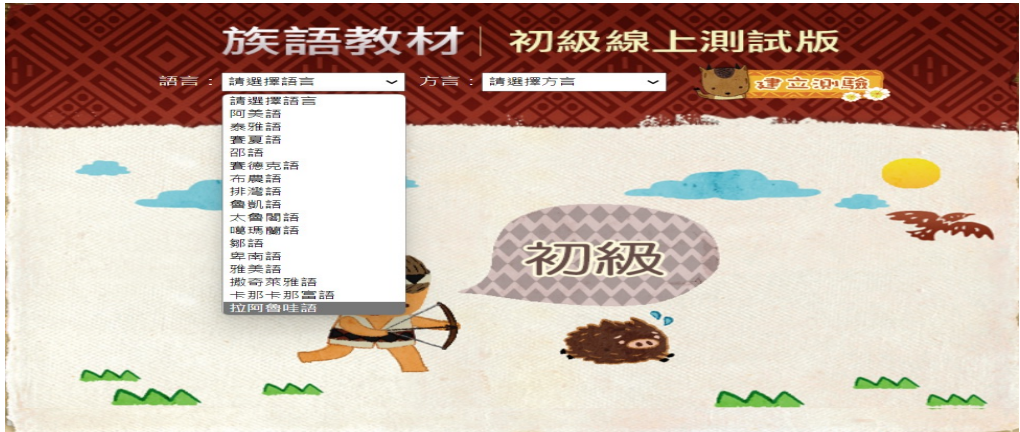 族語教材 初級線上測試版
語言： 請選擇語言 方言： 請選擇方言 建立測驗
請選擇語言
阿美語
泰雅語
賽夏語
邵語
賽德克語
布農語
排灣語
魯凱語
太魯閣語
噶瑪蘭語
鄒語
卑南語
雅美語
撒奇萊雅語
卡那卡那富語
拉阿魯哇語
初級